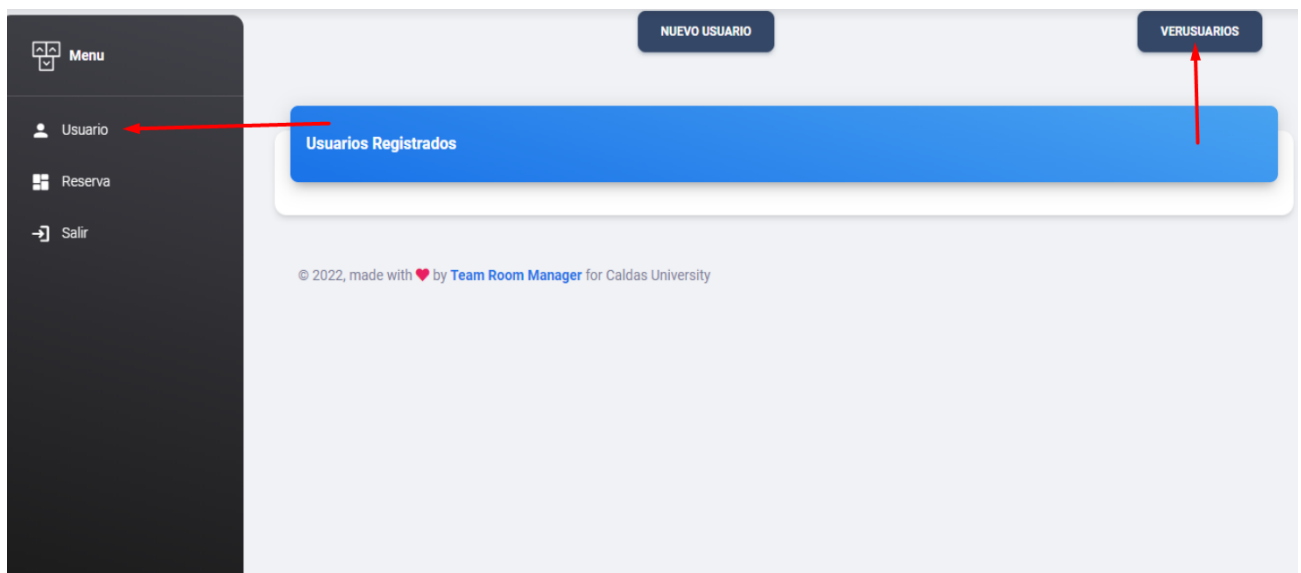 Menu
Usuario
Reserva
Salir
NUEVO USUARIO
VERUSUARIOS
Usuarios Registrados
© 2022, made with ♥ by Team Room Manager for Caldas University